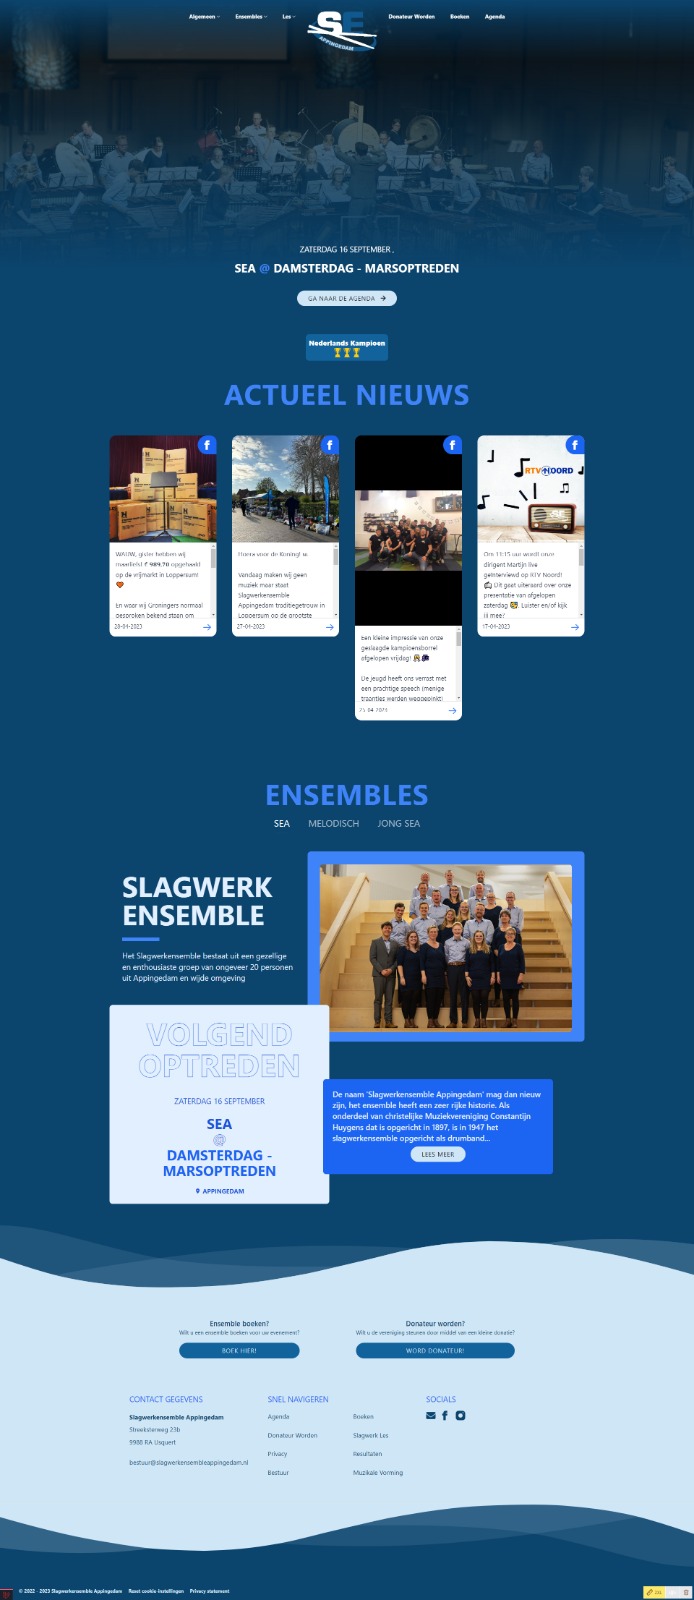 Algemeen
Ensembles
Les
SE
APPINGEDAM
Donateur Worden
Boeken
Agenda
ZATERDAG 16 SEPTEMBER .
SEA @ DAMSTERDAG - MARSOPTREDEN
GA NAAR DE AGENDA
Nederlands Kampioen
ACTUEEL NIEUWS
WAUW, gister hebben wij
maarliefst € 989,70 opgehaald
op de vrijmarkt in Loppersum!
En waar wij Groningers normaal
gesproken bekend staan om
28-04-2023
Hoera voor de Koning!
Vandaag maken wij geen
muziek maar staat
Slagwerkensemble
Appingedam traditiegetrouw in
Loppersum op de grootste
27-04-2023
Een kleine impressie van onze
geslaagde kampioensborrel
afgelopen vrijdag!
De jeugd heeft ons verrast met
een prachtige speech (menige
traantjes werden weggepinkt)
25-04-2023
RTV NOORD
Om 11:15 uur wordt onze
dirigent Martijn live
geïnterviewd op RTV Noord!
Dit gaat uiteraard over onze
presentatie van afgelopen
zaterdag Luister en/of kijk
jij mee?
17-04-2023
ENSEMBLES
SEA
MELODISCH
JONG SEA
SLAGWERK
ENSEMBLE
Het Slagwerkensemble bestaat uit een gezellige
en enthousiaste groep van ongeveer 20 personen
uit Appingedam en wijde omgeving
VOLGEND
OPTREDEN
ZATERDAG 16 SEPTEMBER
SEA
@
DAMSTERDAG -
MARSOPTREDEN
APPINGEDAM
De naam 'Slagwerkensemble Appingedam' mag dan nieuw
zijn, het ensemble heeft een zeer rijke historie. Als
onderdeel van christelijke Muziekvereniging Constantijn
Huygens dat is opgericht in 1897, is in 1947 het
slagwerkensemble opgericht als drumband...
LEES MEER
Ensemble boeken?
Wilt u een ensemble boeken voor uw evenement?
BOEK HIER!
Donateur worden?
Wilt u de vereniging steunen door middel van een kleine donatie?
WORD DONATEUR!
CONTACT GEGEVENS
Slagwerkensemble Appingedam
Streeksterweg 23b
9988 RA Usquert
bestuur@slagwerkensembleappingedam.nl
SNEL NAVIGEREN
Agenda
Donateur Worden
Privacy
Bestuur
Boeken
Slagwerk Les
Resultaten
Muzikale Vorming
SOCIALS
© 2022 - 2023 Slagwerkensemble Appingedam
Reset cookie-instellingen
Privacy statement